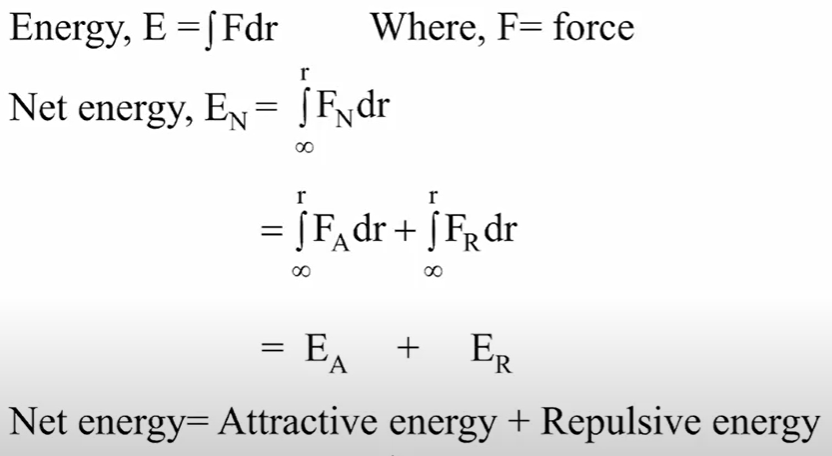 Energy, E =∫Fdr Where, F= force
Net energy, E_N = ∫_∞^r F_N dr
= ∫_∞^r F_A dr + ∫_∞^r F_R dr
= E_A + E_R
Net energy= Attractive energy + Repulsive energy